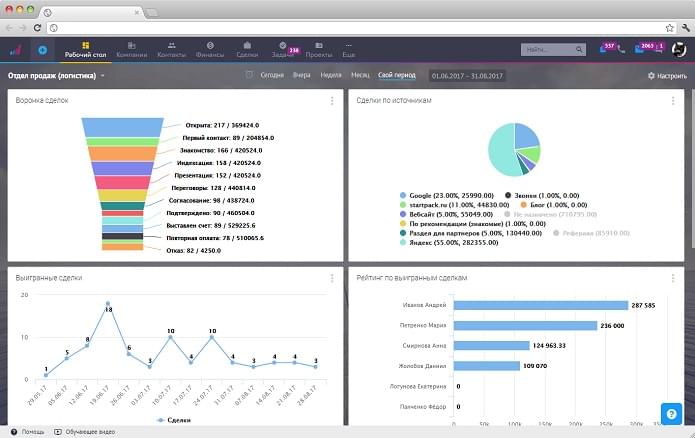 Рабочий стол
Компании
Контакты
Финансы
Сделки
Задачи
238
Проекты
Еще
Найти...
557
2063
1
Отдел продаж (логистика)
Сегодня
Вчера
Неделя
Месяц
Свой период
01.06.2017 — 31.08.2017
Настроить
Воронка сделок
Открыта: 217 / 369424.0
Первый контакт: 89 / 204854.0
Знакомство: 166 / 420524.0
Индексация: 158 / 420524.0
Презентация: 152 / 420524.0
Переговоры: 128 / 440814.0
Согласование: 98 / 438724.0
Подтверждено: 90 / 460504.0
Выставлен счет: 89 / 529225.6
Повторная оплата: 78 / 510065.6
Отказ: 82 / 4250.0
Сделки по источникам
Google (23.00%, 25990.00)
Звонки (1.00%, 0.00)
startpack.ru (11.00%, 44830.00)
Блог (1.00%, 0.00)
Вебсайт (5.00%, 55049.00)
Не назначено (710795.00)
По рекомендации (знакомые) (1.00%, 0.00)
Раздел для партнеров (5.00%, 130440.00)
Рефералв (85910.00)
Яндекс (55.00%, 282355.00)
Выигранные сделки
20
10
0
1
5
8
18
6
3
10
4
10
4
3
4
4
3
29.05.17
05.06.17
12.06.17
19.06.17
26.06.17
03.07.17
10.07.17
17.07.17
24.07.17
31.07.17
07.08.17
14.08.17
21.08.17
28.08.17
Сделки
Рейтинг по выигранным сделкам
Иваков Андрей
287 585
Петренко Мария
236 000
Смирнова Анна
124 963.33
Жолобов Даниил
109 070
Логунова Екатерина
0
Панченко Фёдор
0
0k
50k
100k
150k
200k
250k
300k
350k
?
Помощь
Обучающее видео